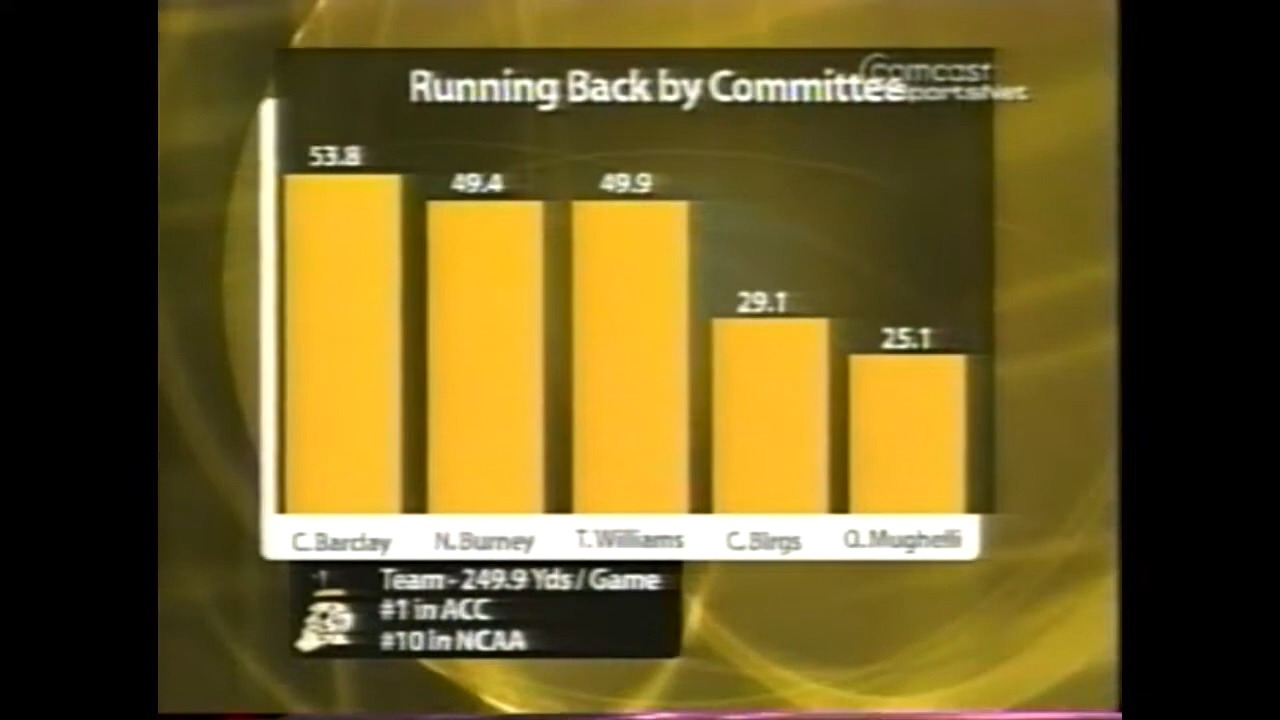 Running Back by Committee
Comcast
SportsNet
53.8
49.4
49.9
29.1
25.1
C. Barclay
N. Burney
T. Williams
C. Birgs
O. Mughelli
Team - 249.9 Yds / Game
#1 in ACC
#10 in NCAA